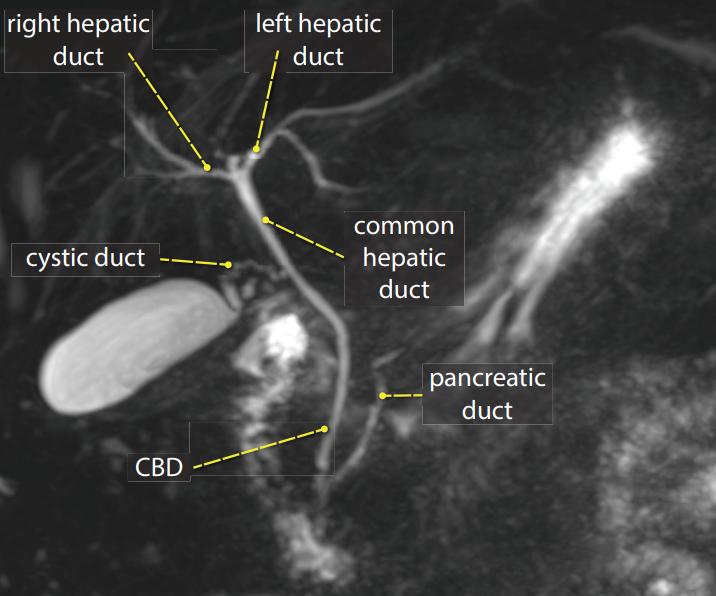 right hepatic
duct
left hepatic
duct
common
hepatic
duct
cystic duct
pancreatic
duct
CBD